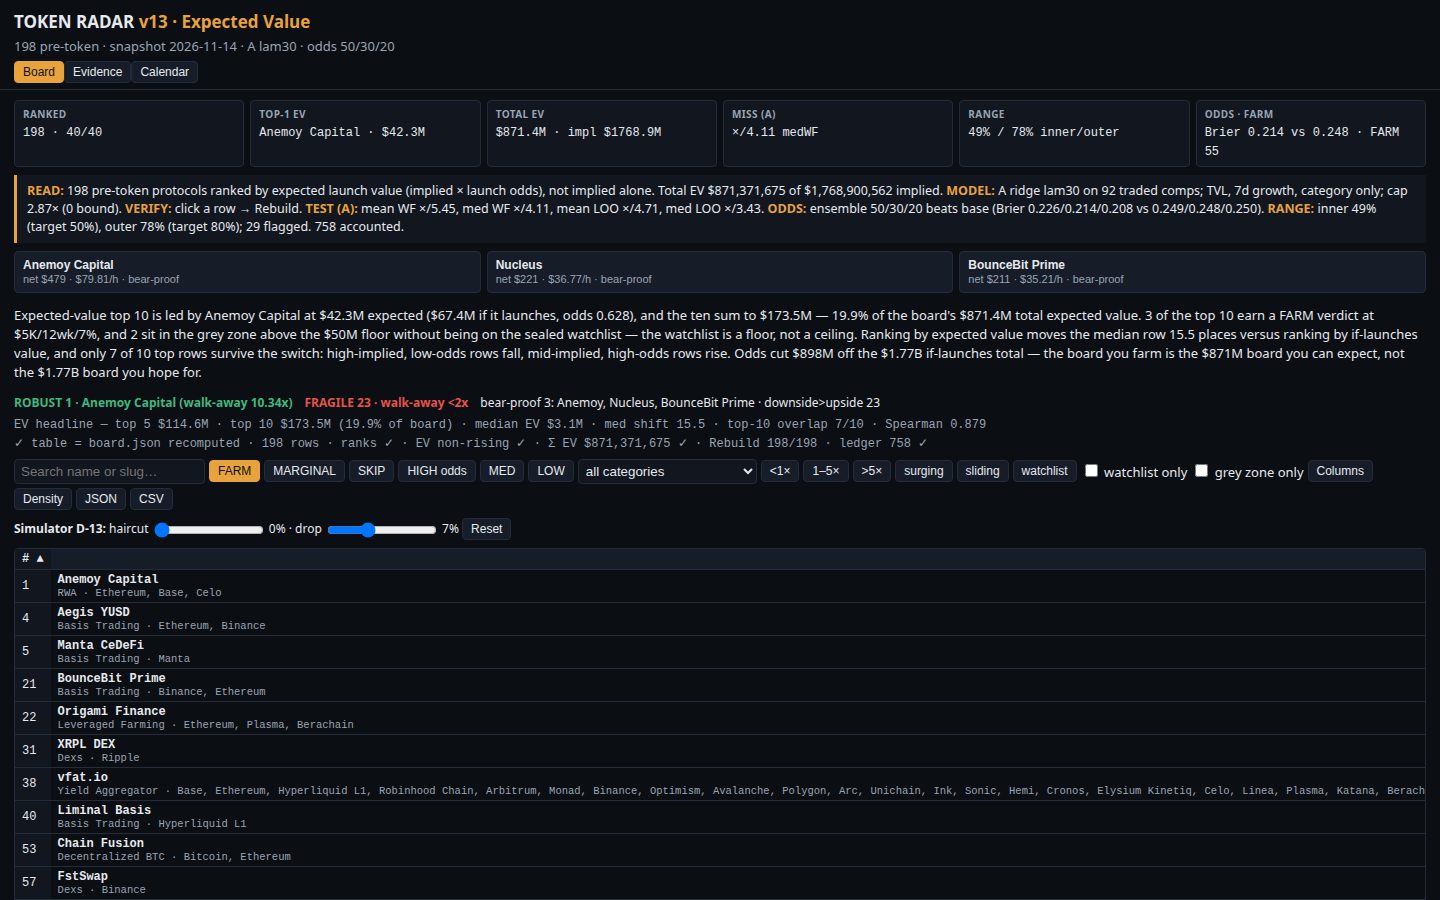 TOKEN RADAR v13 · Expected Value
198 pre-token · snapshot 2026-11-14 · A lam30 · odds 50/30/20
Board Evidence Calendar
RANKED
198 · 40/40
TOP-1 EV
Anemoy Capital · $42.3M
TOTAL EV
$871.4M · impl $1768.9M
MISS (A)
×/4.11 medWF
RANGE
49% / 78% inner/outer
ODDS · FARM
Brier 0.214 vs 0.248 · FARM
55
READ: 198 pre-token protocols ranked by expected launch value (implied × launch odds), not implied alone. Total EV $871,371,675 of $1,768,900,562 implied. MODEL: A ridge lam30 on 92 traded comps; TVL, 7d growth, category only; cap
2.87× (0 bound). VERIFY: click a row → Rebuild. TEST (A): mean WF ×/5.45, med WF ×/4.11, mean LOO ×/4.71, med LOO ×/3.43. ODDS: ensemble 50/30/20 beats base (Brier 0.226/0.214/0.208 vs 0.249/0.248/0.250). RANGE: inner 49%
(target 50%), outer 78% (target 80%); 29 flagged. 758 accounted.
Anemoy Capital
net $479 · $79.81/h · bear-proof
Nucleus
net $221 · $36.77/h · bear-proof
BounceBit Prime
net $211 · $35.21/h · bear-proof
Expected-value top 10 is led by Anemoy Capital at $42.3M expected ($67.4M if it launches, odds 0.628), and the ten sum to $173.5M — 19.9% of the board's $871.4M total expected value. 3 of the top 10 earn a FARM verdict at
$5K/12wk/7%, and 2 sit in the grey zone above the $50M floor without being on the sealed watchlist — the watchlist is a floor, not a ceiling. Ranking by expected value moves the median row 15.5 places versus ranking by if-launches
value, and only 7 of 10 top rows survive the switch: high-implied, low-odds rows fall, mid-implied, high-odds rows rise. Odds cut $898M off the $1.77B if-launches total — the board you farm is the $871M board you can expect, not
the $1.77B board you hope for.
ROBUST 1 · Anemoy Capital (walk-away 10.34x) FRAGILE 23 · walk-away <2x bear-proof 3: Anemoy, Nucleus, BounceBit Prime · downside>upside 23
EV headline — top 5 $114.6M · top 10 $173.5M (19.9% of board) · median EV $3.1M · med shift 15.5 · top-10 overlap 7/10 · Spearman 0.879
✓ table = board.json recomputed · 198 rows · ranks ✓ · EV non-rising ✓ · Σ EV $871,371,675 ✓ · Rebuild 198/198 · ledger 758 ✓
Search name or slug… FARM MARGINAL SKIP HIGH odds MED LOW all categories <1× 1–5× >5× surging sliding watchlist watchlist only grey zone only Columns
Density JSON CSV
Simulator D-13: haircut 0% · drop 7% Reset
# ▲
1
Anemoy Capital
RWA · Ethereum, Base, Celo
4
Aegis YUSD
Basis Trading · Ethereum, Binance
5
Manta CeDeFi
Basis Trading · Manta
21
BounceBit Prime
Basis Trading · Binance, Ethereum
22
Origami Finance
Leveraged Farming · Ethereum, Plasma, Berachain
31
XRPL DEX
Dexs · Ripple
38
vfat.io
Yield Aggregator · Base, Ethereum, Hyperliquid L1, Robinhood Chain, Arbitrum, Monad, Binance, Optimism, Avalanche, Polygon, Arc, Unichain, Ink, Sonic, Hemi, Cronos, Elysium Kinetiq, Celo, Linea, Plasma, Katana, Berach
40
Liminal Basis
Basis Trading · Hyperliquid L1
53
Chain Fusion
Decentralized BTC · Bitcoin, Ethereum
57
FstSwap
Dexs · Binance